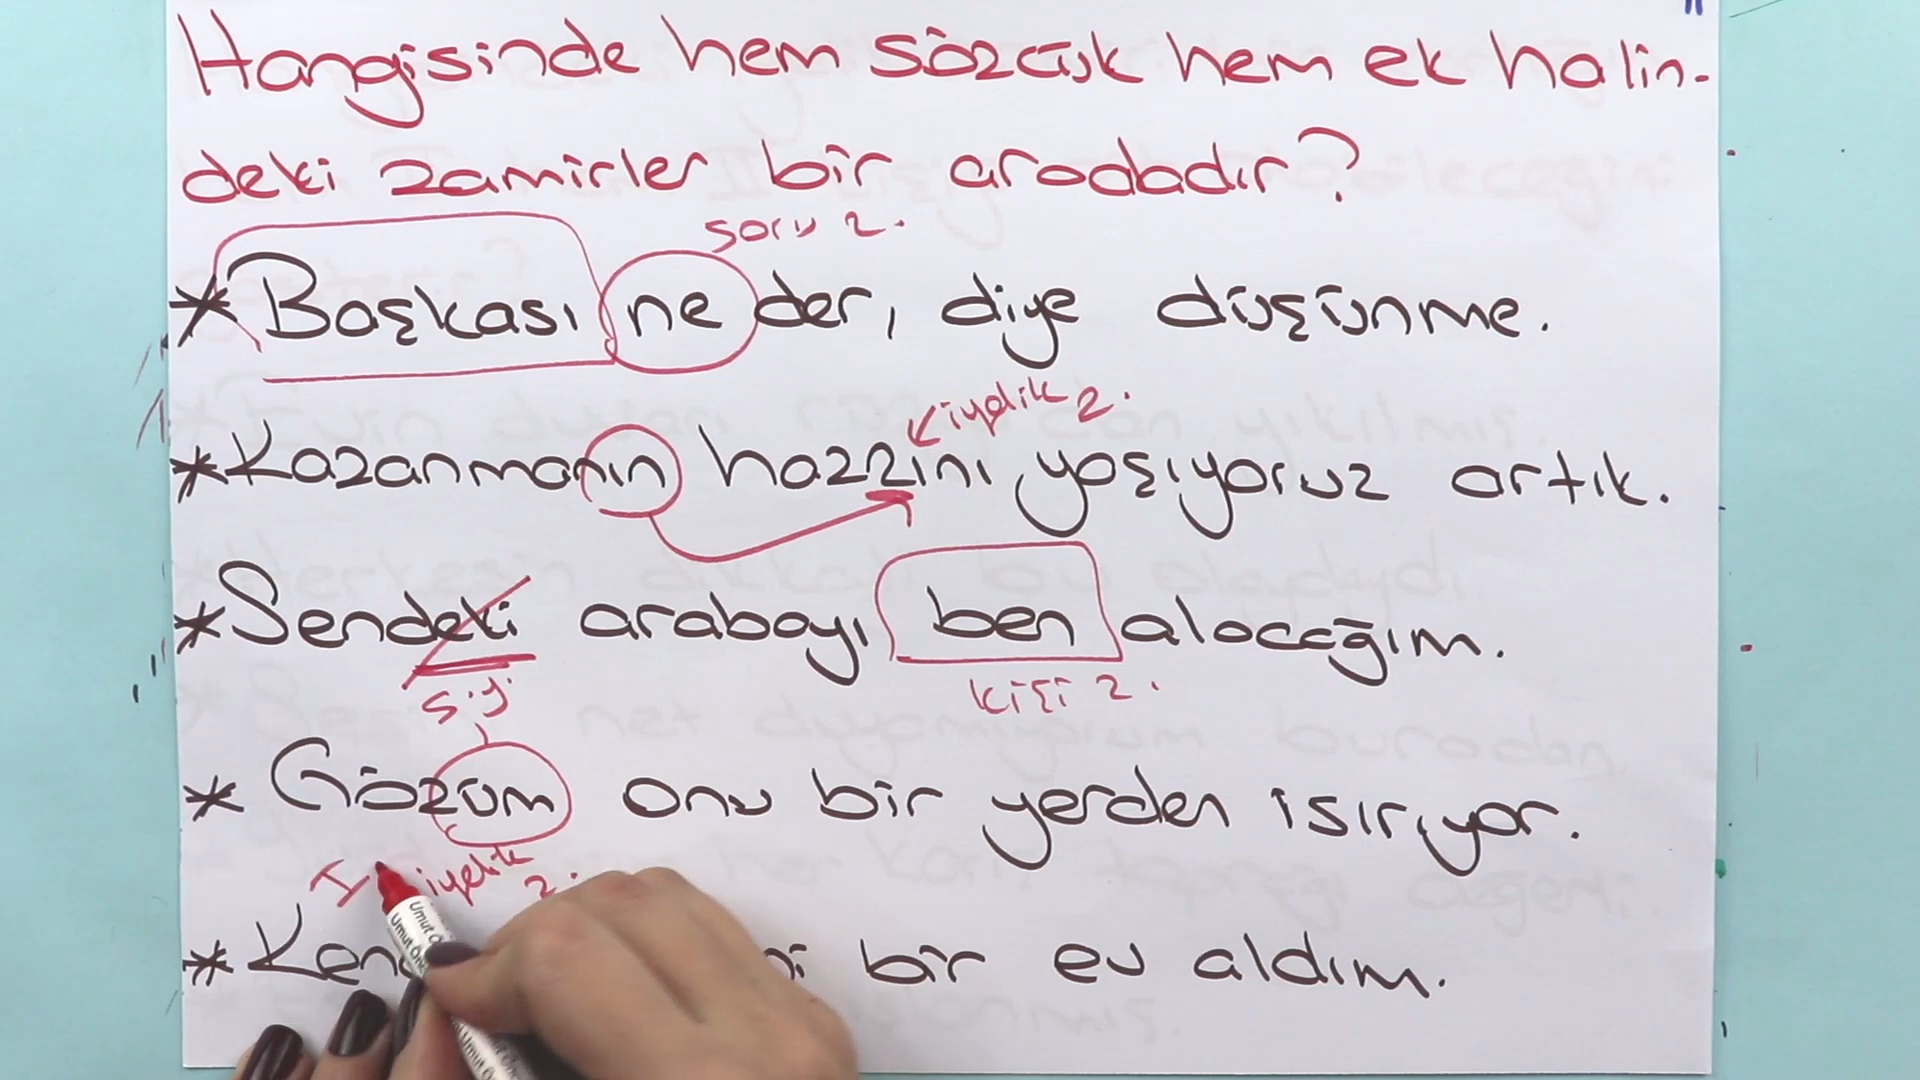 Hangisinde hem sözcük hem ek halin-
deki zamirler bir aradadır?
soru z.
* Başkası ne der, diye düşünme.
iyelik z.
* Kazanmanın hazzını yaşıyoruz artık.
* Sendeki arabayı ben alacağım.
kişi z.
* Gözüm onu bir yerden ısırıyor.
iyelik z.
* bir ev aldım.